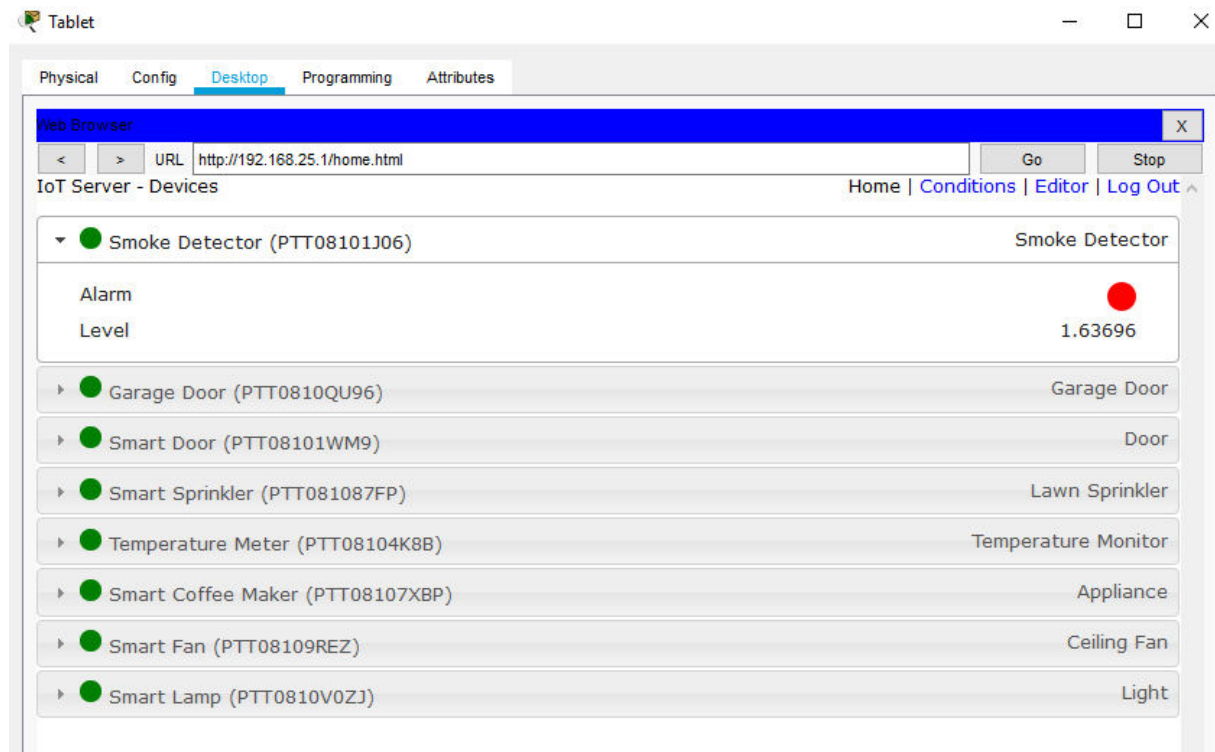 Tablet
Physical Config Desktop Programming Attributes
Web Browser X
< > URL http://192.168.25.1/home.html Go Stop
IoT Server - Devices Home | Conditions | Editor | Log Out
Smoke Detector (PTT08101J06) Smoke Detector
Alarm
Level 1.63696
Garage Door (PTT0810QU96) Garage Door
Smart Door (PTT08101WM9) Door
Smart Sprinkler (PTT081087FP) Lawn Sprinkler
Temperature Meter (PTT08104K8B) Temperature Monitor
Smart Coffee Maker (PTT08107XBP) Appliance
Smart Fan (PTT08109REZ) Ceiling Fan
Smart Lamp (PTT0810V0ZJ) Light